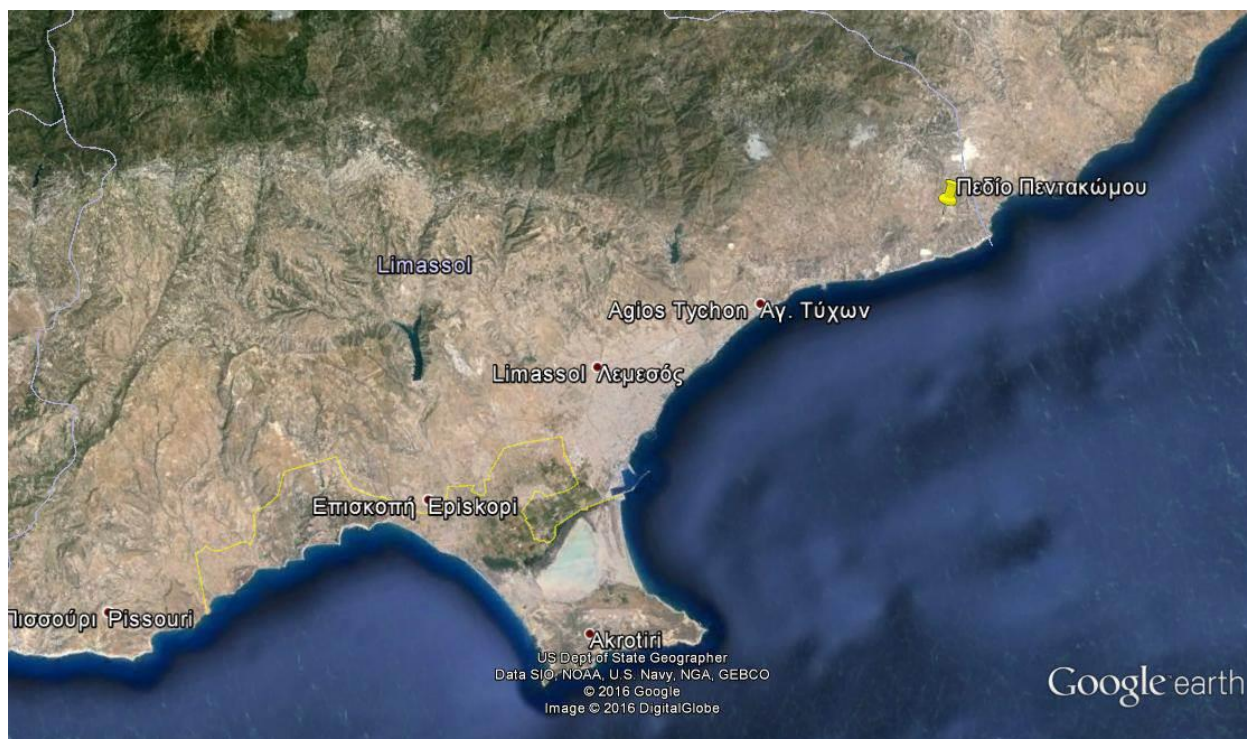 Πεδίο Πεντακώμου
Limassol
Agios Tychon Αγ. Τύχων
Limassol Λεμεσός
Επισκοπή Episkopi
Πισσούρι Pissouri
Akrotiri
US Dept of State Geographer
Data SIO, NOAA, U.S. Navy, NGA, GEBCO
© 2016 Google
Image © 2016 DigitalGlobe
Google earth